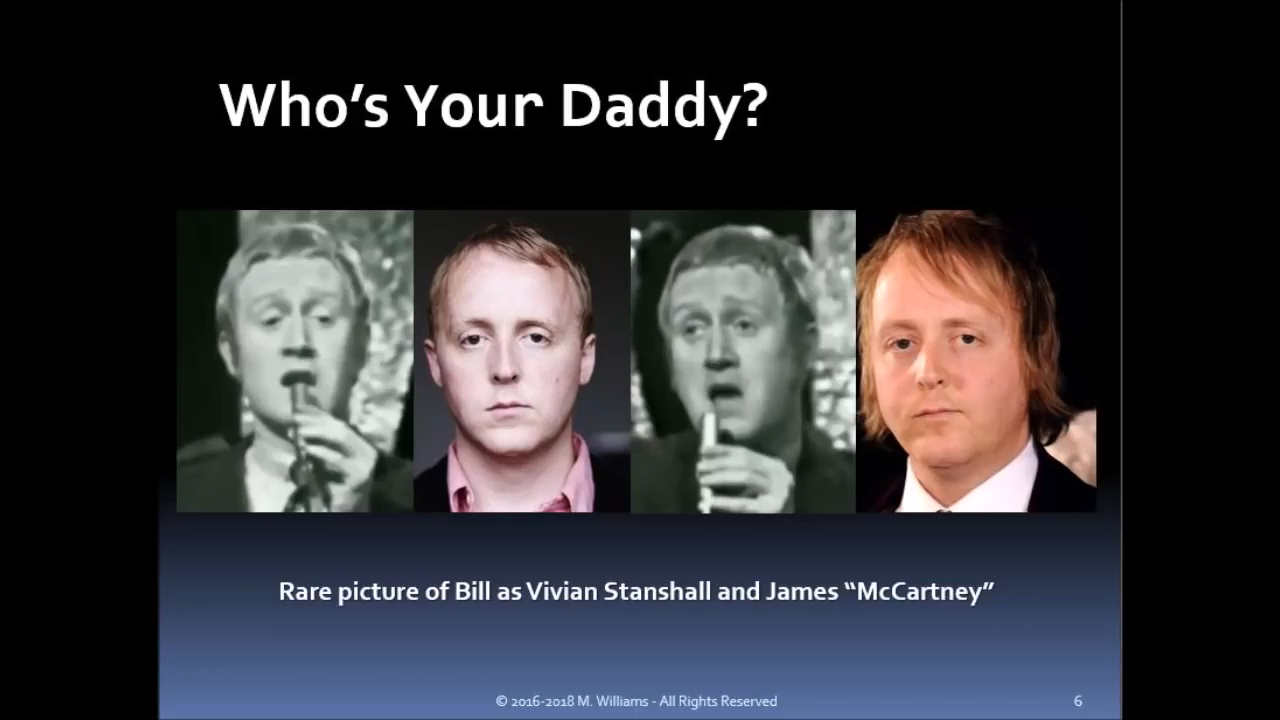 Who’s Your Daddy?
Rare picture of Bill as Vivian Stanshall and James “McCartney”
© 2016-2018 M. Williams - All Rights Reserved
6